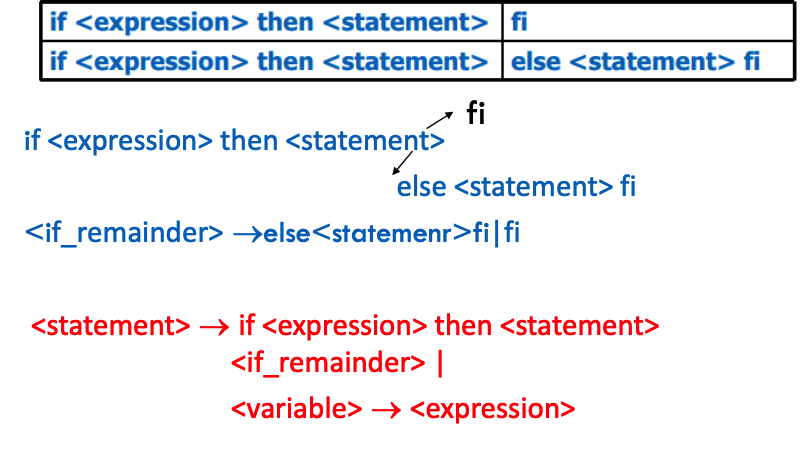 if <expression> then <statement> fi
if <expression> then <statement> else <statement> fi
fi
if <expression> then <statement>
else <statement> fi
<if_remainder> →else<statemenr>fi|fi
<statement> → if <expression> then <statement>
<if_remainder> |
<variable> → <expression>